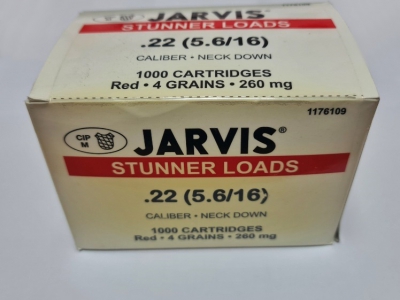 JARVIS
STUNNER LOADS
.22 (5.6/16)
CALIBER • NECK DOWN
1000 CARTRIDGES
Red • 4 GRAINS • 260 mg
1176109
CIP
M
JARVIS®
STUNNER LOADS
.22 (5.6/16)
CALIBER • NECK DOWN
1000 CARTRIDGES
Red • 4 GRAINS • 260 mg